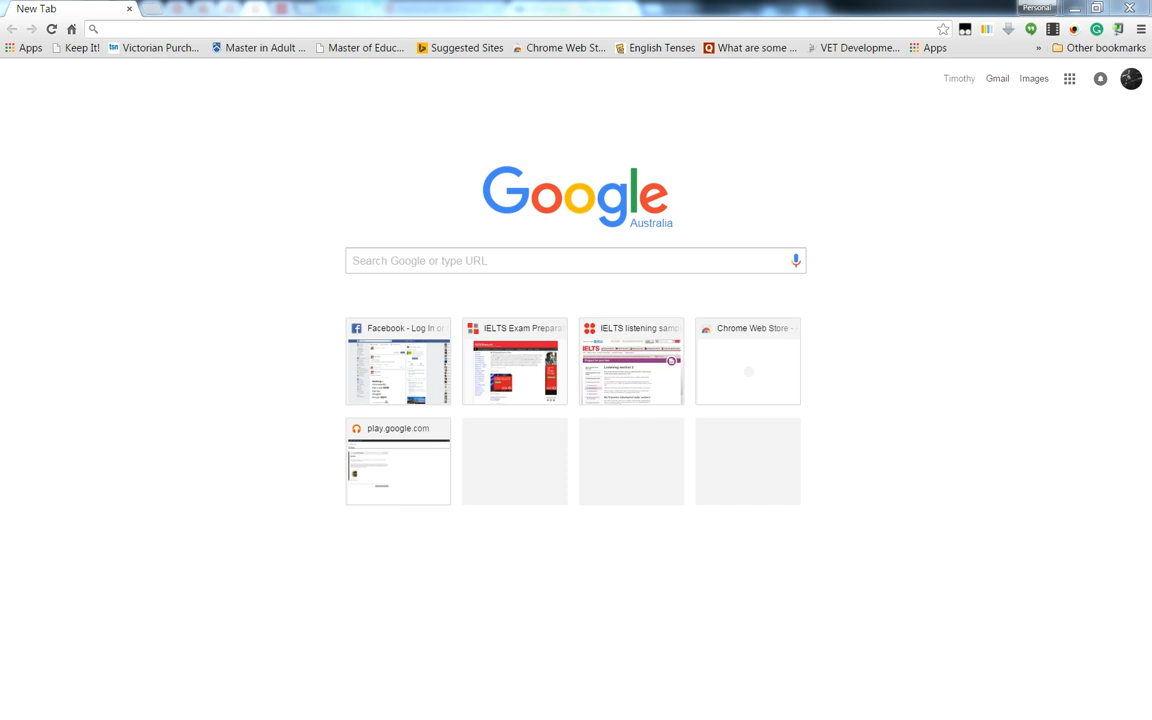 New Tab
Personal
Apps Keep It! Victorian Purch... Master in Adult ... Master of Educ... Suggested Sites Chrome Web St... English Tenses What are some ... VET Developme... Apps » Other bookmarks
Timothy Gmail Images
Google
Australia
Search Google or type URL
Facebook - Log In or
IELTS Exam Prepara
IELTS listening samp
Chrome Web Store -
IELTS
play.google.com